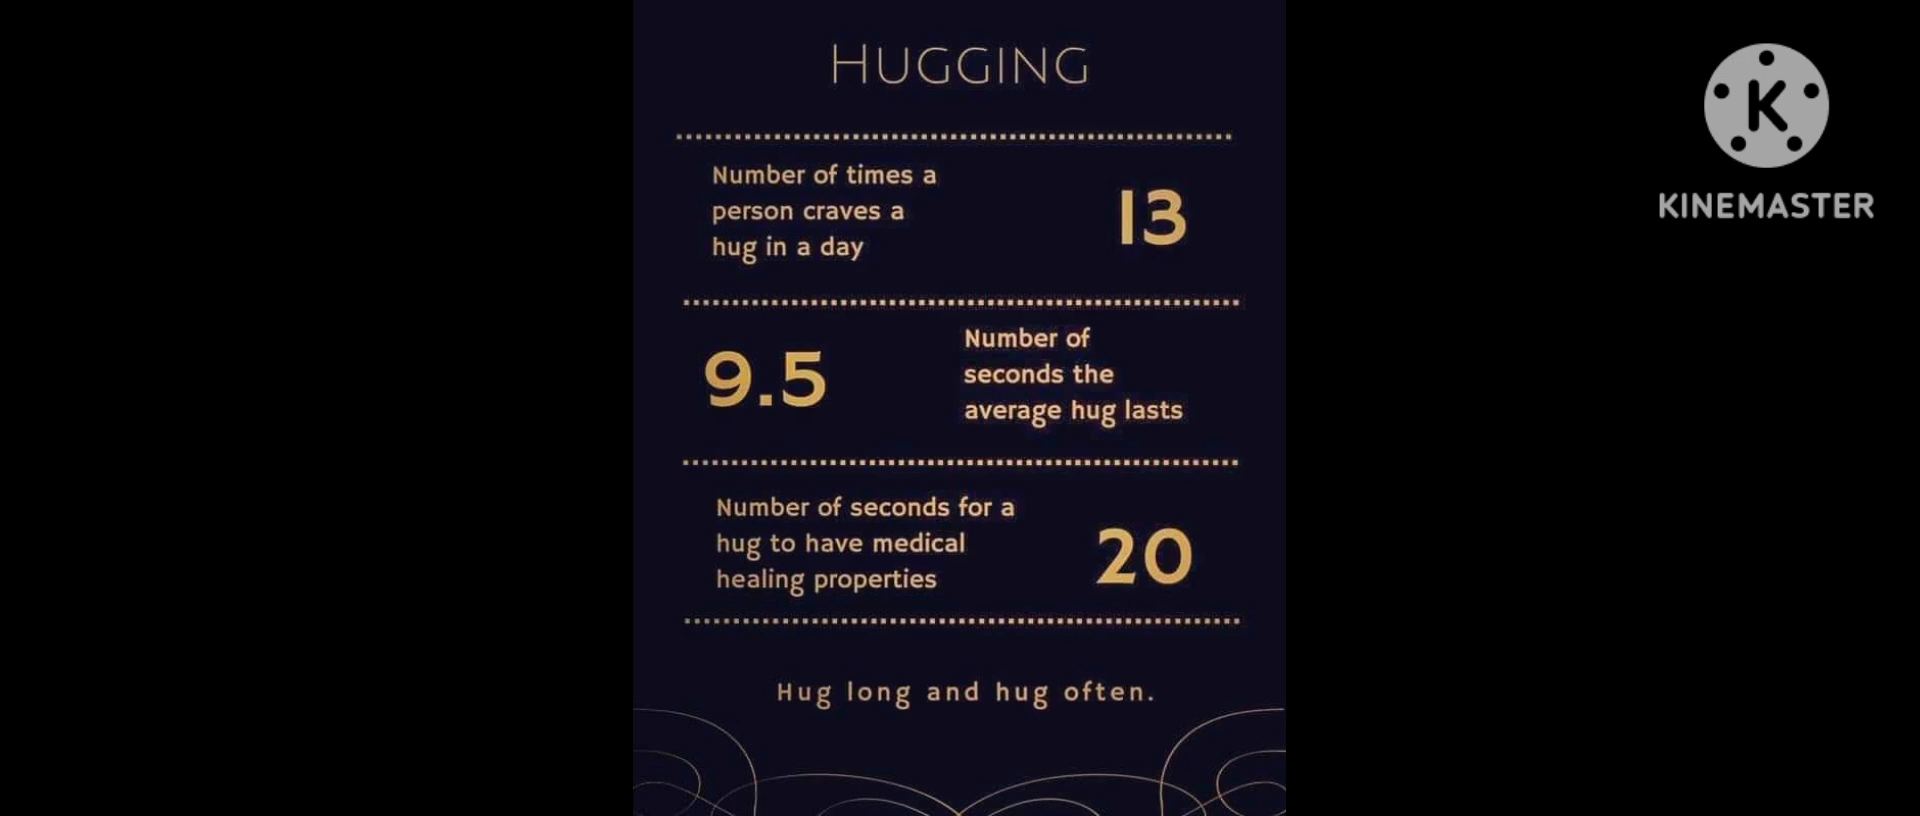 HUGGING
Number of times a
person craves a
hug in a day
13
9.5
Number of
seconds the
average hug lasts
Number of seconds for a
hug to have medical
healing properties
20
Hug long and hug often.
K
KINEMASTER